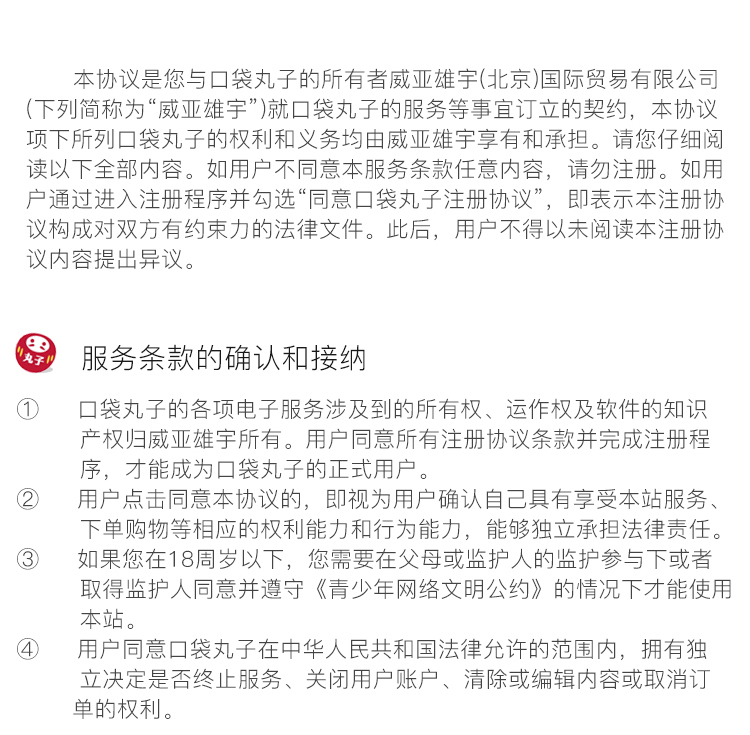 本协议是您与口袋丸子的所有者威亚雄宇(北京)国际贸易有限公司
(下列简称为“威亚雄宇”)就口袋丸子的服务等事宜订立的契约，本协议
项下所列口袋丸子的权利和义务均由威亚雄宇享有和承担。请您仔细阅
读以下全部内容。如用户不同意本服务条款任意内容，请勿注册。如用
户通过进入注册程序并勾选“同意口袋丸子注册协议”，即表示本注册协
议构成对双方有约束力的法律文件。此后，用户不得以未阅读本注册协
议内容提出异议。
丸子
服务条款的确认和接纳
① 口袋丸子的各项电子服务涉及到的所有权、运作权及软件的知识
产权归威亚雄宇所有。用户同意所有注册协议条款并完成注册程
序，才能成为口袋丸子的正式用户。
② 用户点击同意本协议的，即视为用户确认自己具有享受本站服务、
下单购物等相应的权利能力和行为能力，能够独立承担法律责任。
③ 如果您在18周岁以下，您需要在父母或监护人的监护参与下或者
取得监护人同意并遵守《青少年网络文明公约》的情况下才能使用
本站。
④ 用户同意口袋丸子在中华人民共和国法律允许的范围内，拥有独
立决定是否终止服务、关闭用户账户、清除或编辑内容或取消订
单的权利。